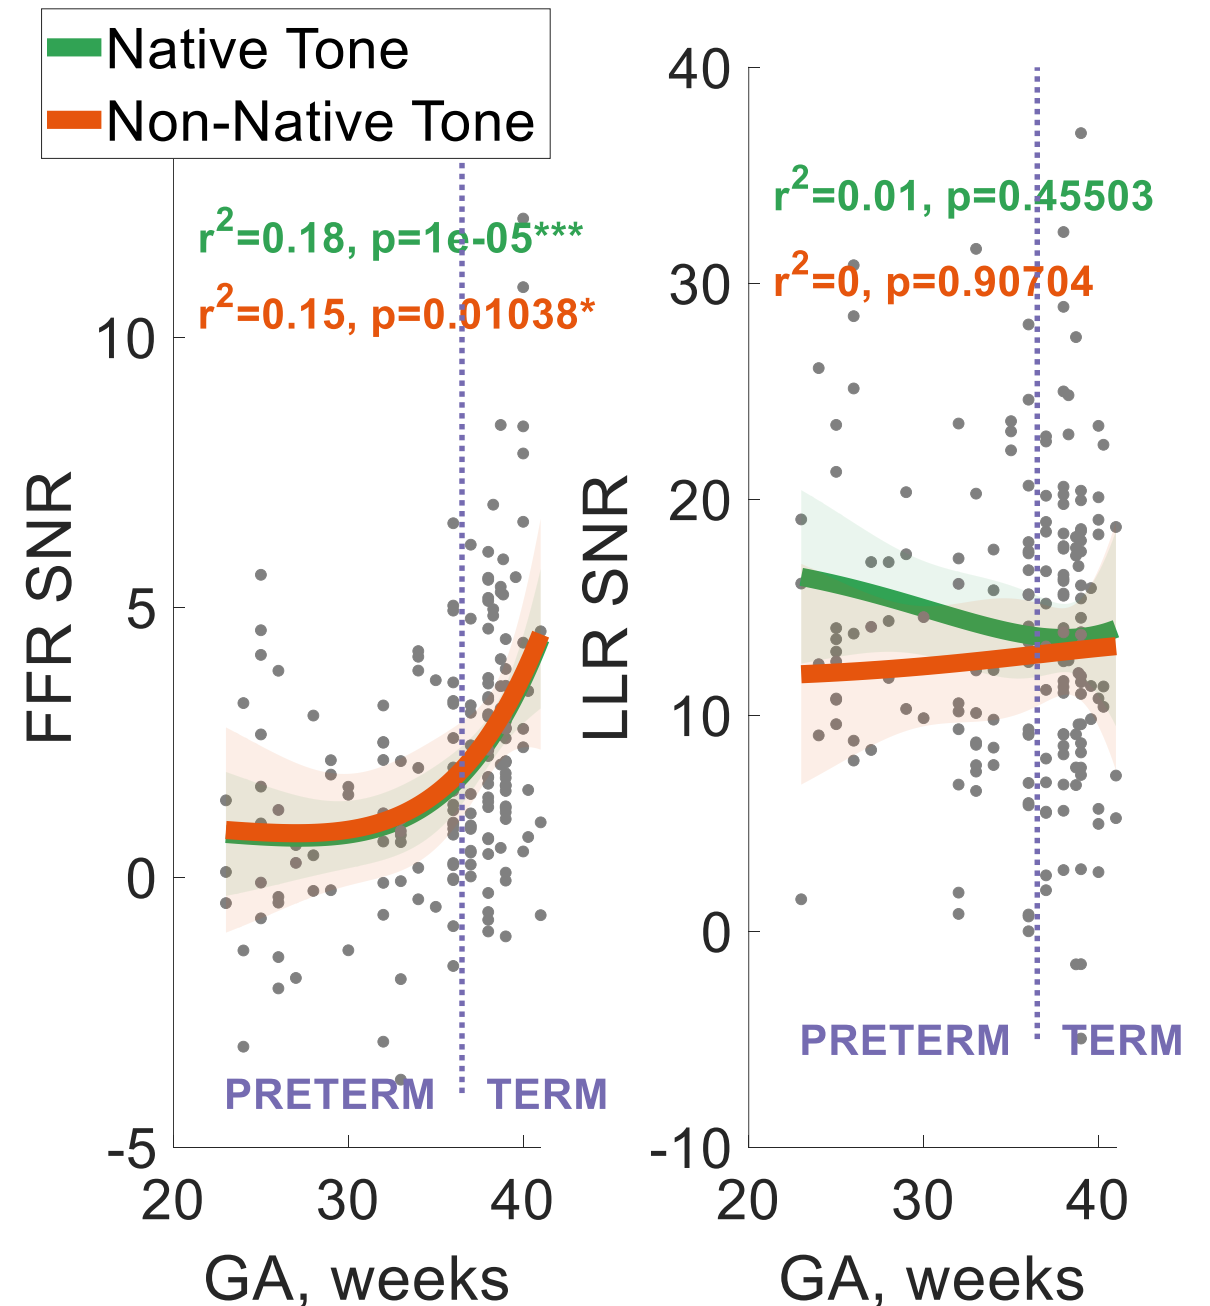 Native Tone
Non-Native Tone
r²=0.18, p=1e-05***
r²=0.15, p=0.01038*
10
5
0
-5
FFR SNR
PRETERM
TERM
20
30
40
GA, weeks
r²=0.01, p=0.45503
r²=0, p=0.90704
40
30
20
10
0
-10
LLR SNR
PRETERM
TERM
20
30
40
GA, weeks